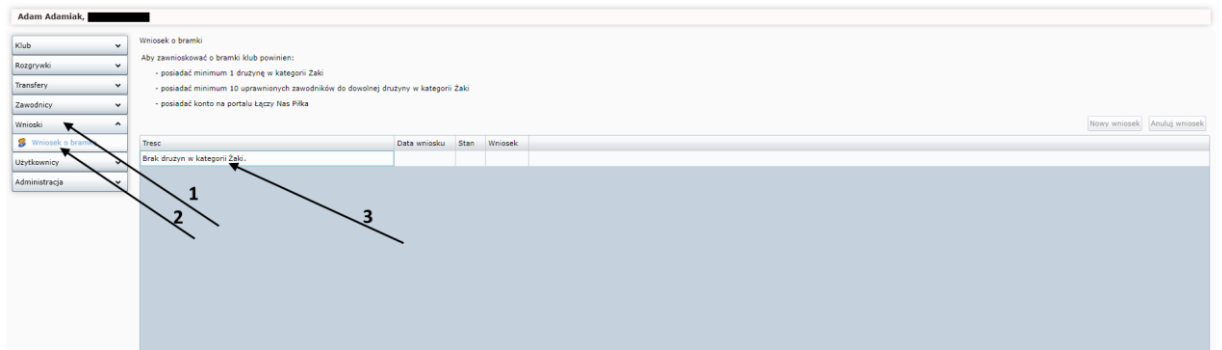 Adam Adamiak,
Klub
Rozgrywki
Transfery
Zawodnicy
Wnioski
Wniosek o bramki
Użytkownicy
Administracja
Wniosek o bramki
Aby zawnioskować o bramki klub powinien:
- posiadać minimum 1 drużynę w kategorii Żaki
- posiadać minimum 10 uprawnionych zawodników do dowolnej drużyny w kategorii Żaki
- posiadać konto na portalu Łączy Nas Piłka
Nowy wniosek Anuluj wniosek
Tresc Data wniosku Stan Wniosek
Brak drużyn w kategorii Żaki.
1
2
3